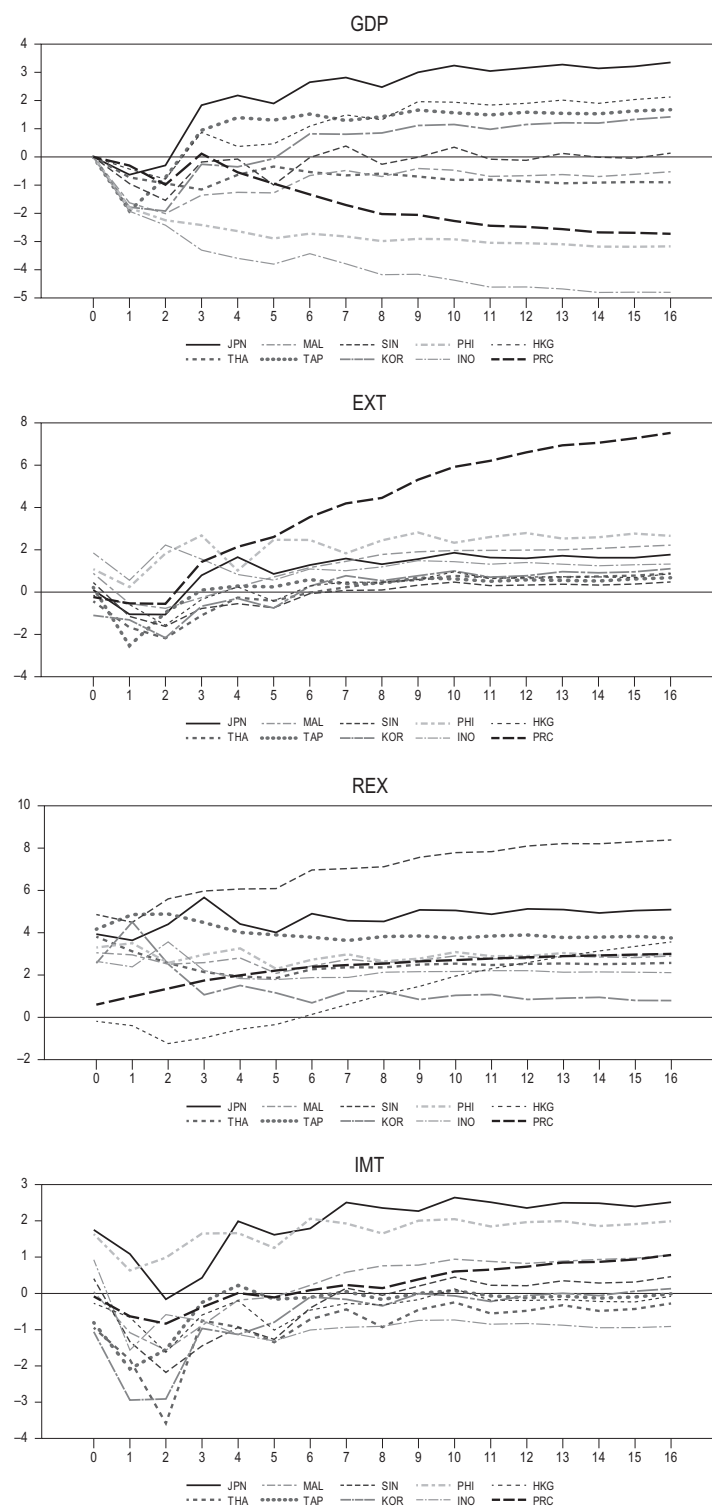 GDP
4
3
2
1
0
–1
–2
–3
–4
–5
0 1 2 3 4 5 6 7 8 9 10 11 12 13 14 15 16
JPN MAL SIN PHI HKG
THA TAP KOR INO PRC
EXT
8
6
4
2
0
–2
–4
0 1 2 3 4 5 6 7 8 9 10 11 12 13 14 15 16
JPN MAL SIN PHI HKG
THA TAP KOR INO PRC
REX
10
8
6
4
2
0
–2
0 1 2 3 4 5 6 7 8 9 10 11 12 13 14 15 16
JPN MAL SIN PHI HKG
THA TAP KOR INO PRC
IMT
3
2
1
0
–1
–2
–3
–4
0 1 2 3 4 5 6 7 8 9 10 11 12 13 14 15 16
JPN MAL SIN PHI HKG
THA TAP KOR INO PRC